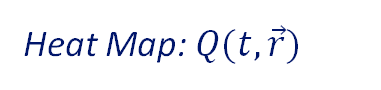 Heat Map: Q(t, r⃗)